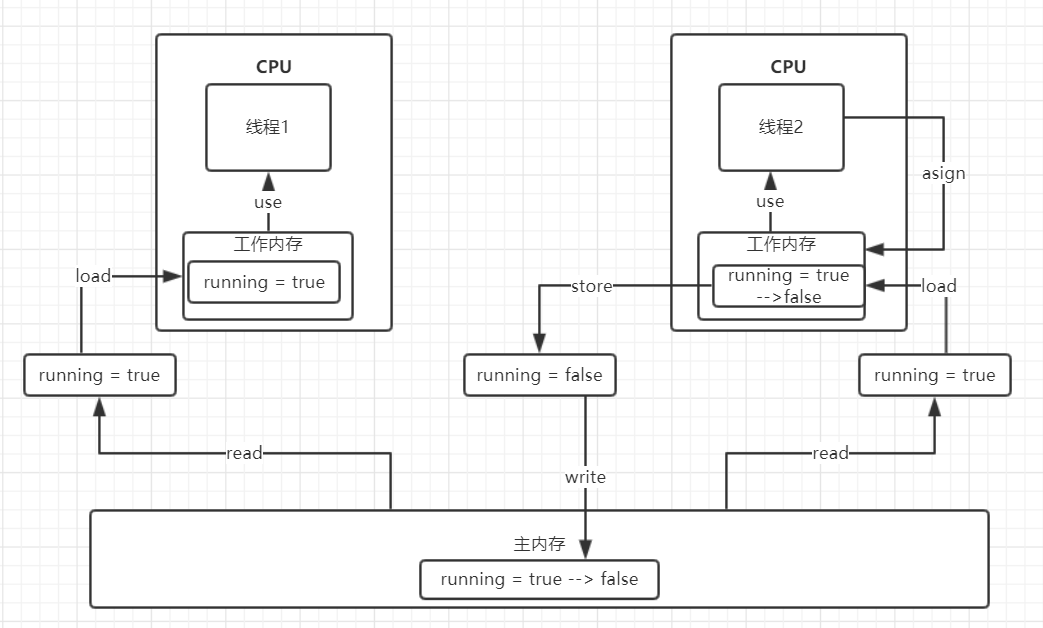 CPU
线程1
use
工作内存
running = true
load
running = true
read
CPU
线程2
asign
use
工作内存
running = true
-->false
store
load
running = false
running = true
write
read
主内存
running = true --> false